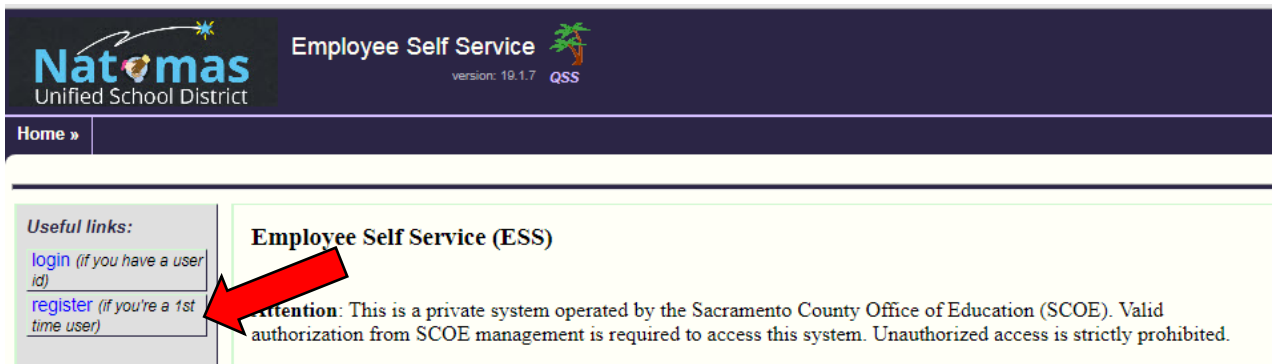 Natomas
Unified School District
Employee Self Service
version: 19.1.7 QSS
Home »
Useful links:
login (if you have a user
id)
register (if you're a 1st
time user)
Employee Self Service (ESS)
Attention: This is a private system operated by the Sacramento County Office of Education (SCOE). Valid
authorization from SCOE management is required to access this system. Unauthorized access is strictly prohibited.